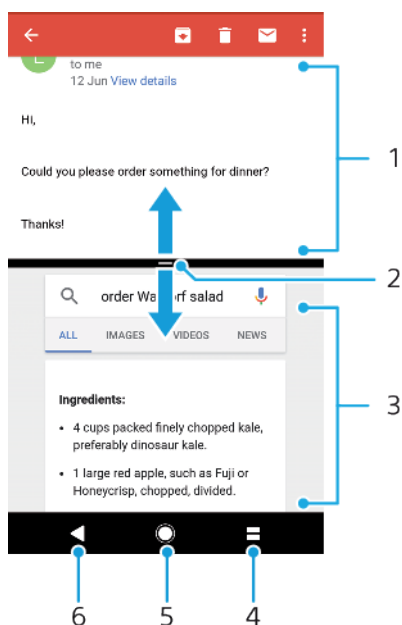 to me
12 Jun View details
Hi,
Could you please order something for dinner?
Thanks!
1
2
order Wa rf salad
ALL IMAGES VIDEOS NEWS
3
Ingredients:
• 4 cups packed finely chopped kale,
preferably dinosaur kale.
• 1 large red apple, such as Fuji or
Honeycrisp, chopped, divided.
6 5 4